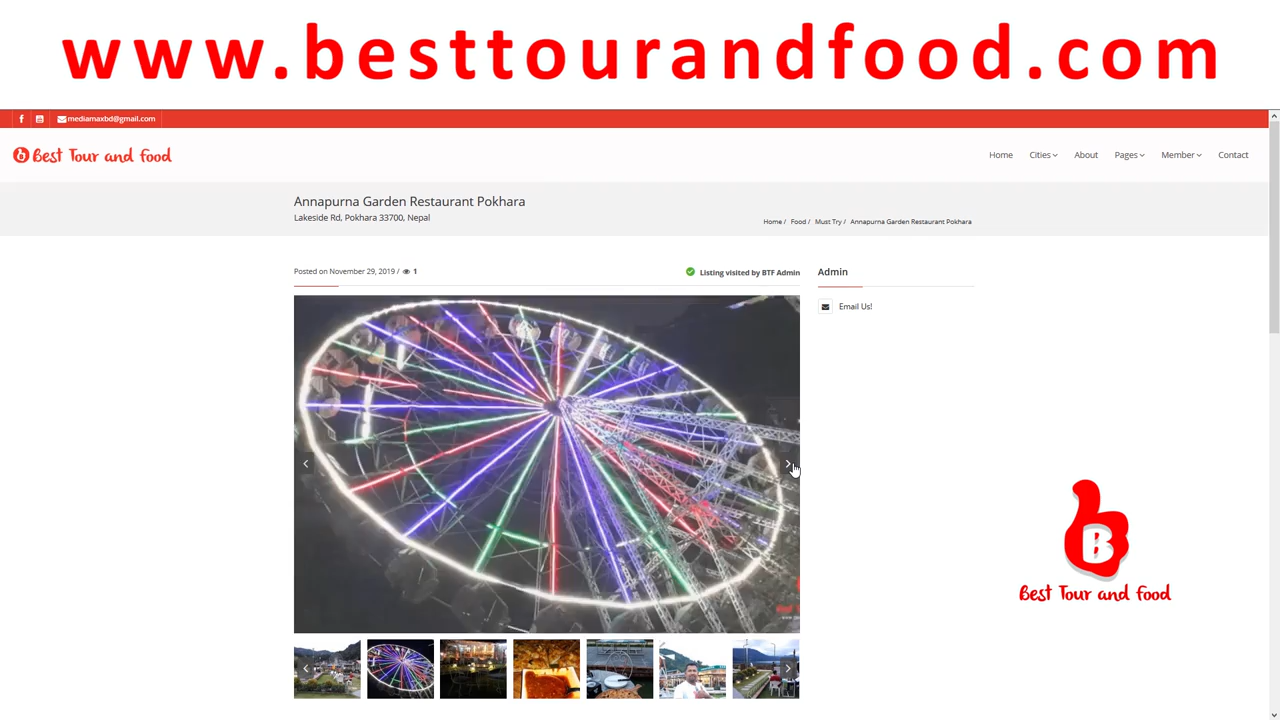 www.besttourandfood.com
mediamaxbd@gmail.com
Best Tour and food
Home Cities About Pages Member Contact
Annapurna Garden Restaurant Pokhara
Lakeside Rd, Pokhara 33700, Nepal
Home / Food / Must Try / Annapurna Garden Restaurant Pokhara
Posted on November 29, 2019 / 1
Listing visited by BTF Admin
Admin
Email Us!
B
Best Tour and food